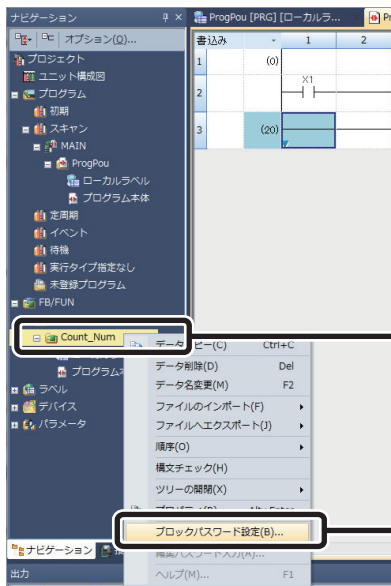 ナビゲーション
ProgPou [PRG] [ローカルラ...
オプション(O)...
プロジェクト
ユニット構成図
プログラム
初期
スキャン
MAIN
ProgPou
ローカルラベル
プログラム本体
定周期
イベント
待機
実行タイプ指定なし
未登録プログラム
FB/FUN
Count_Num
ラベル
デバイス
パラメータ
書込み 1 2
1 (0)
X1
2
3 (20)
Ctrl+C
データ削除(D) Del
データ名変更(M) F2
ファイルのインポート(F)
ファイルへエクスポート(J)
順序(O)
構文チェック(H)
ツリーの開閉(X)
ブロックパスワード設定(B)...
ヘルプ(M)... F1
ナビゲーション
出力